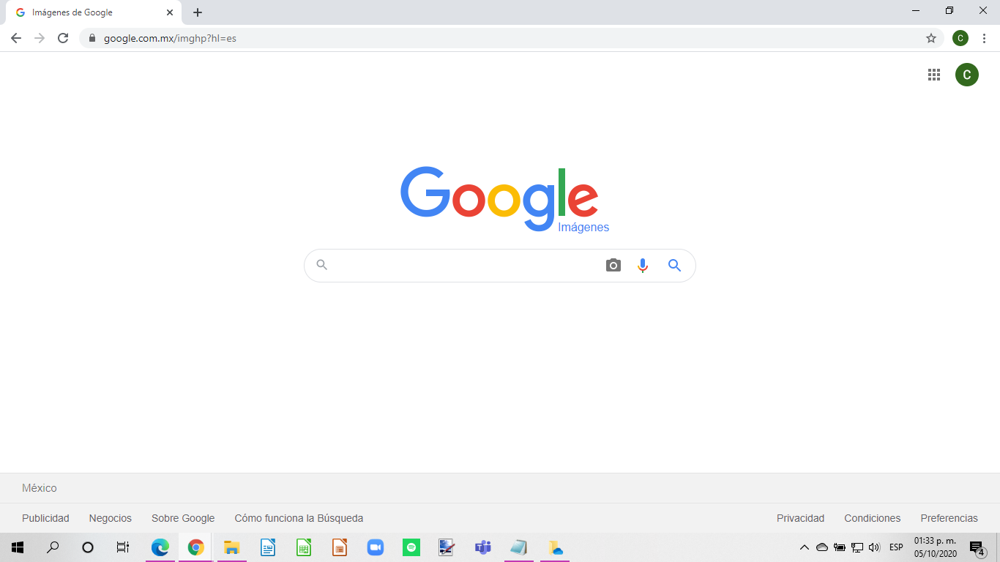 Imágenes de Google
google.com.mx/imghp?hl=es
C
C
Google
Imágenes
México
Publicidad Negocios Sobre Google Cómo funciona la Búsqueda Privacidad Condiciones Preferencias
ESP
01:33 p. m.
05/10/2020
4